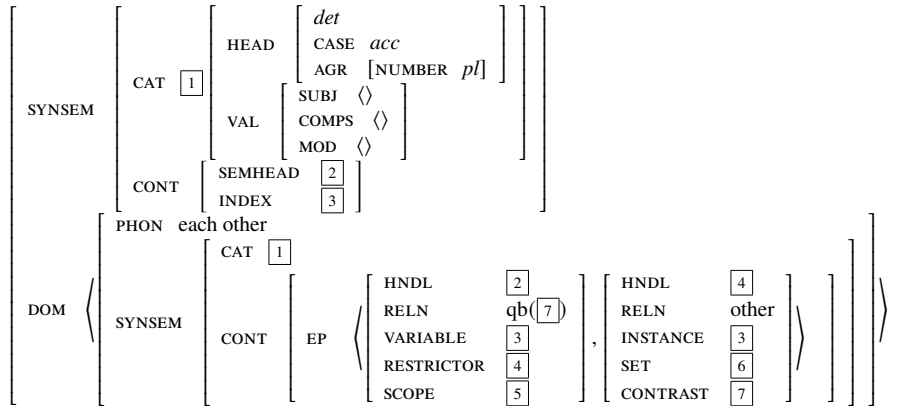 det
HEAD CASE acc
AGR [NUMBER pl]
CAT 1
SUBJ ⟨⟩
SYNSEM
VAL COMPS ⟨⟩
MOD ⟨⟩
SEMHEAD 2
CONT
INDEX 3
PHON each other
CAT 1
HNDL 2 HNDL 4
RELN qb(7) RELN other
DOM ⟨ SYNSEM CONT EP ⟨ VARIABLE 3 , INSTANCE 3 ⟩ ⟩
RESTRICTOR 4 SET 6
SCOPE 5 CONTRAST 7